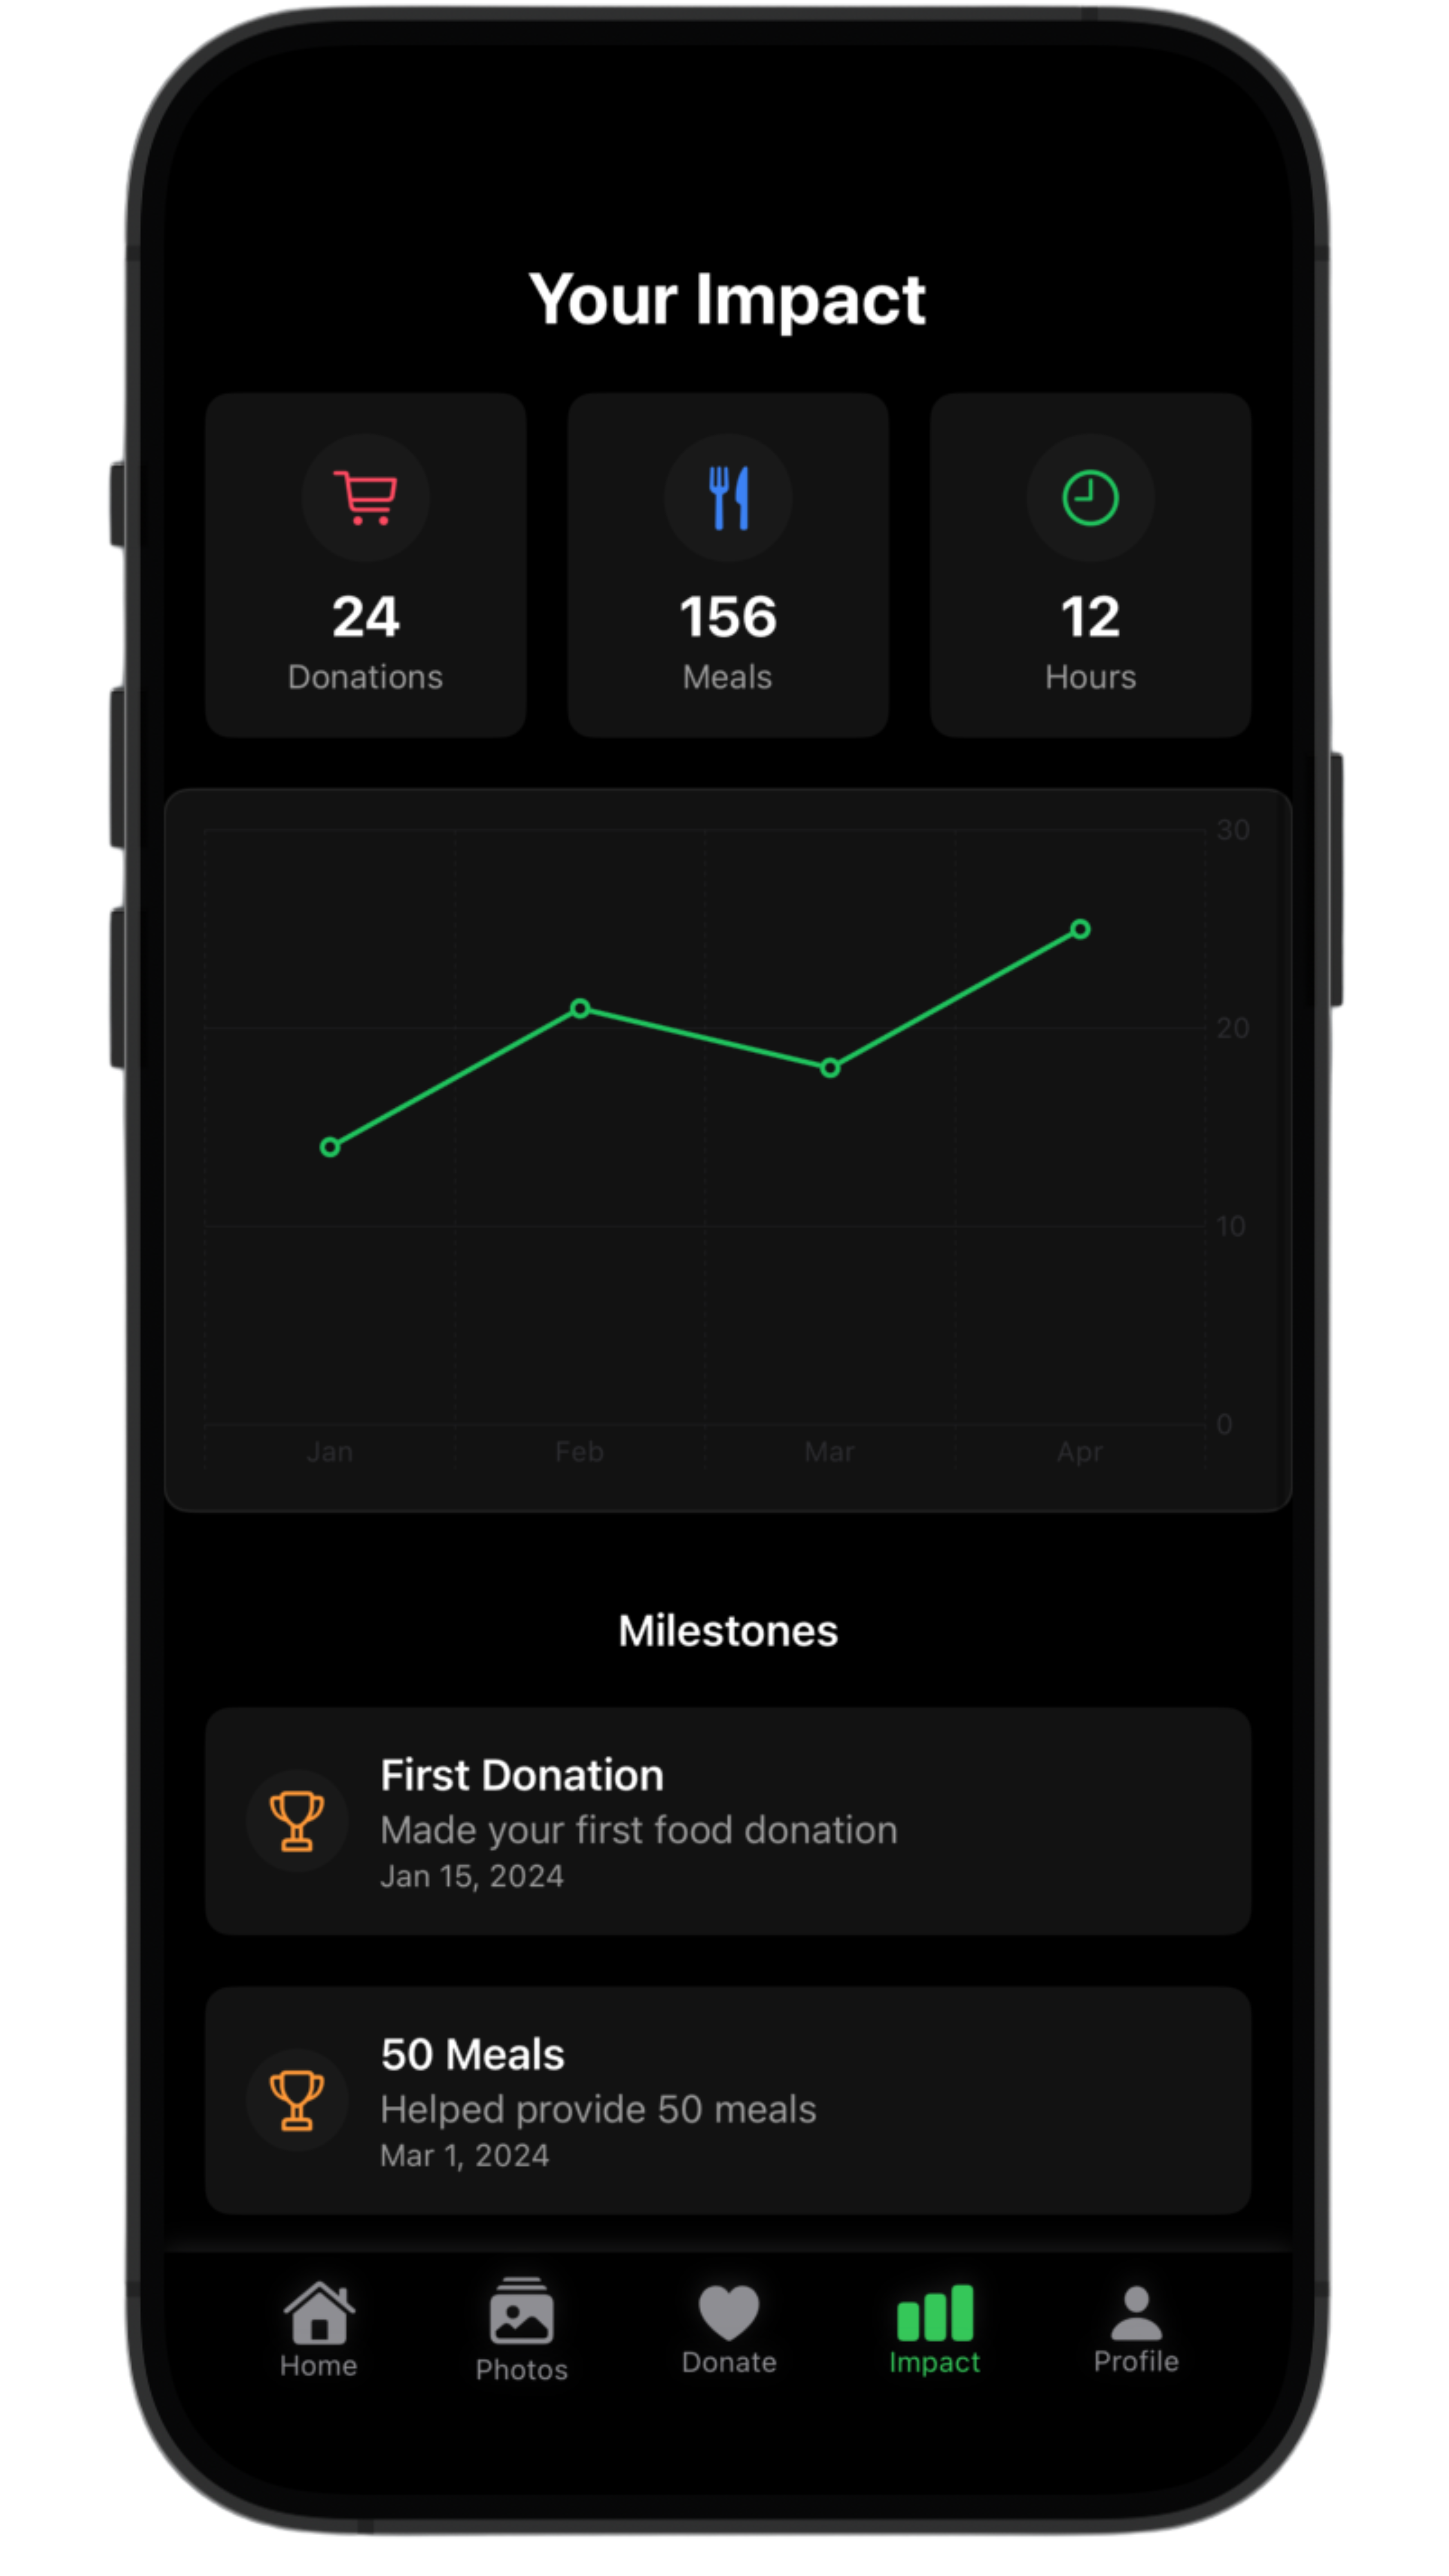 Your Impact
24
Donations
156
Meals
12
Hours
30
20
10
0
Jan Feb Mar Apr
Milestones
First Donation
Made your first food donation
Jan 15, 2024
50 Meals
Helped provide 50 meals
Mar 1, 2024
Home Photos Donate Impact Profile